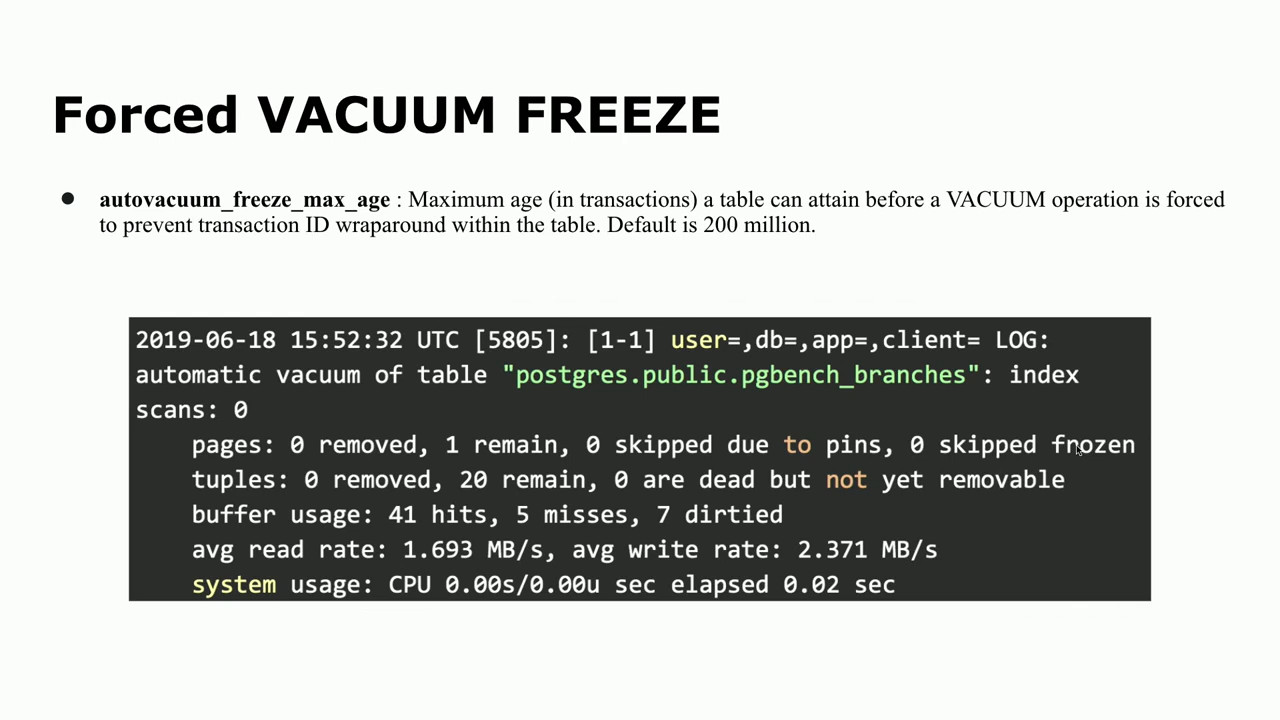 Forced VACUUM FREEZE
● autovacuum_freeze_max_age : Maximum age (in transactions) a table can attain before a VACUUM operation is forced
to prevent transaction ID wraparound within the table. Default is 200 million.
2019-06-18 15:52:32 UTC [5805]: [1-1] user=,db=,app=,client= LOG:
automatic vacuum of table "postgres.public.pgbench_branches": index
scans: 0
pages: 0 removed, 1 remain, 0 skipped due to pins, 0 skipped frozen
tuples: 0 removed, 20 remain, 0 are dead but not yet removable
buffer usage: 41 hits, 5 misses, 7 dirtied
avg read rate: 1.693 MB/s, avg write rate: 2.371 MB/s
system usage: CPU 0.00s/0.00u sec elapsed 0.02 sec